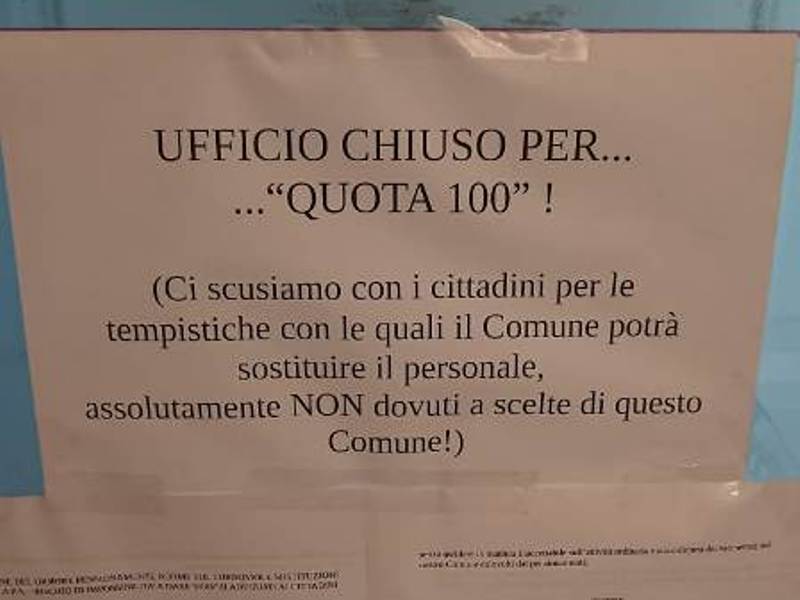 UFFICIO CHIUSO PER...
...“QUOTA 100” !
(Ci scusiamo con i cittadini per le
tempistiche con le quali il Comune potrà
sostituire il personale,
assolutamente NON dovuti a scelte di questo
Comune!)